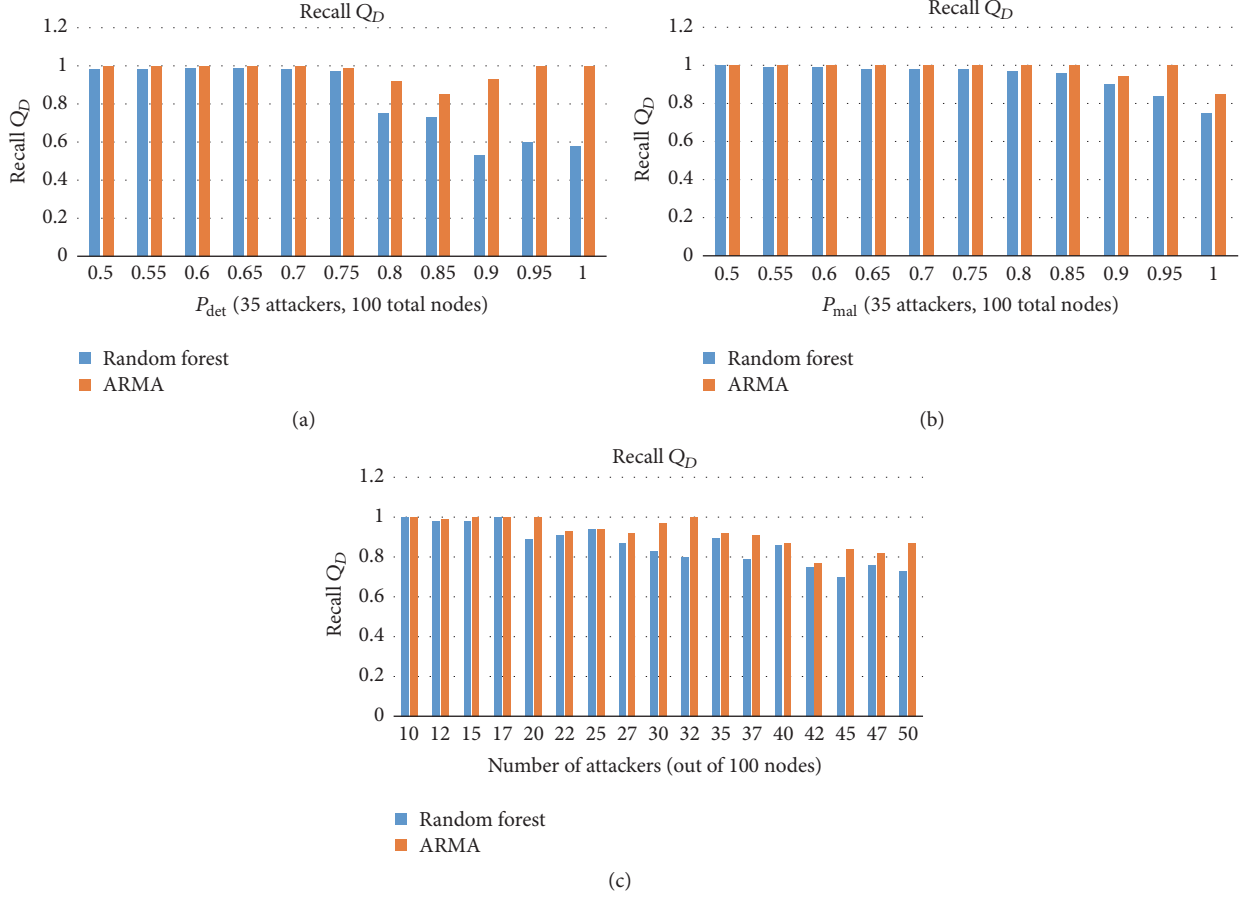 Recall Q_D
1.2
1
0.8
0.6
0.4
0.2
0
Recall Q_D
0.5 0.55 0.6 0.65 0.7 0.75 0.8 0.85 0.9 0.95 1
P_det (35 attackers, 100 total nodes)
Random forest
ARMA
(a)
Recall Q_D
1.2
1
0.8
0.6
0.4
0.2
0
Recall Q_D
0.5 0.55 0.6 0.65 0.7 0.75 0.8 0.85 0.9 0.95 1
P_mal (35 attackers, 100 total nodes)
Random forest
ARMA
(b)
Recall Q_D
1.2
1
0.8
0.6
0.4
0.2
0
Recall Q_D
10 12 15 17 20 22 25 27 30 32 35 37 40 42 45 47 50
Number of attackers (out of 100 nodes)
Random forest
ARMA
(c)